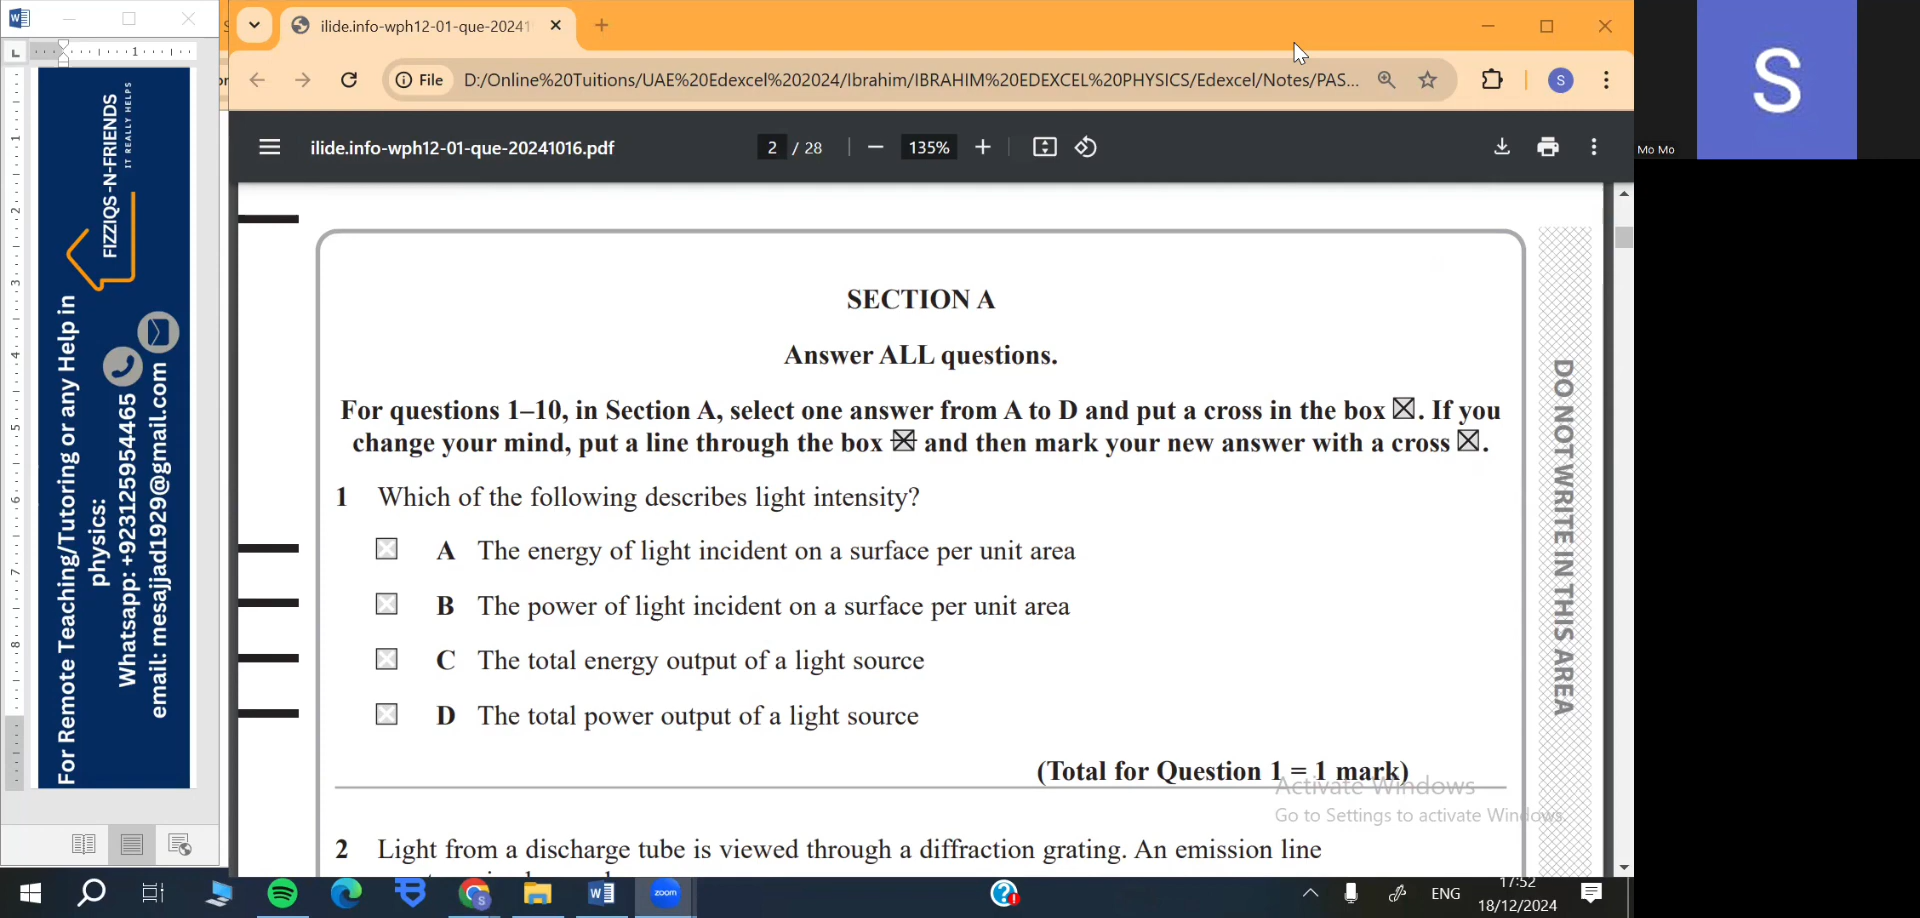 ilide.info-wph12-01-que-20241
File
D:/Online%20Tuitions/UAE%20Edexcel%202024/Ibrahim/IBRAHIM%20EDEXCEL%20PHYSICS/Edexcel/Notes/PAS...
S
ilide.info-wph12-01-que-20241016.pdf
2 / 28
135%
S
Mo Mo
For Remote Teaching/Tutoring or any Help in
physics:
Whatsapp: +923125954465
email: mesajjad1929@gmail.com
FIZZIQS -N-FRIENDS
IT REALLY HELPS
SECTION A
Answer ALL questions.
For questions 1–10, in Section A, select one answer from A to D and put a cross in the box ☒. If you
change your mind, put a line through the box and then mark your new answer with a cross ☒.
1 Which of the following describes light intensity?
A The energy of light incident on a surface per unit area
B The power of light incident on a surface per unit area
C The total energy output of a light source
D The total power output of a light source
(Total for Question 1 = 1 mark)
2 Light from a discharge tube is viewed through a diffraction grating. An emission line
DO NOT WRITE IN THIS AREA
Activate Windows
Go to Settings to activate Windows.
zoom
ENG
17:52
18/12/2024